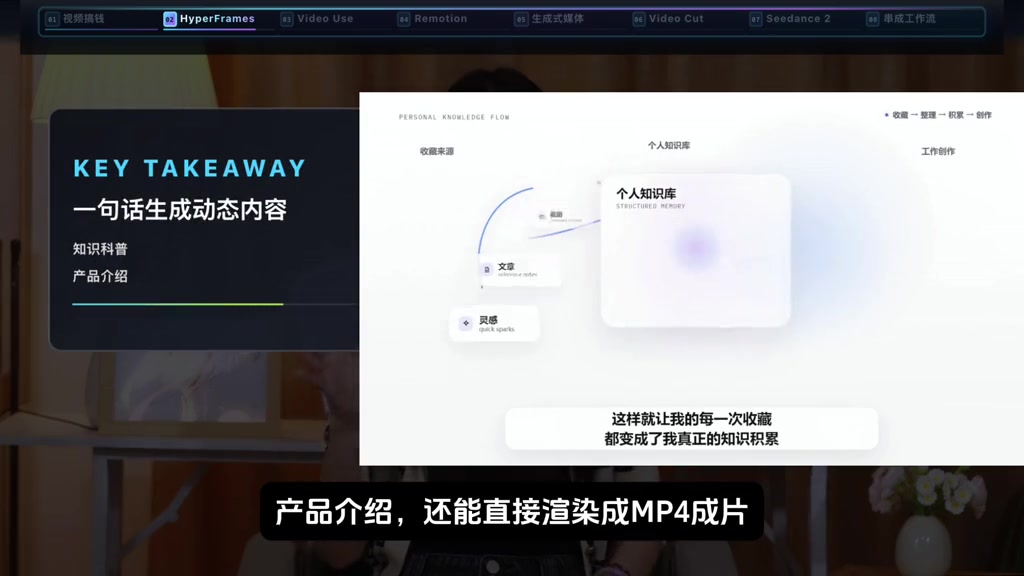 01 视频搞钱
02 HyperFrames
03 Video Use
04 Remotion
05 生成式媒体
06 Video Cut
07 Seedance 2
08 串成工作流
KEY TAKEAWAY
一句话生成动态内容
知识科普
产品介绍
PERSONAL KNOWLEDGE FLOW
收藏 → 整理 → 积累 → 创作
收藏来源
个人知识库
工作创作
个人知识库
STRUCTURED MEMORY
截图
文章
reference notes
灵感
quick sparks
这样就让我的每一次收藏
都变成了我真正的知识积累
产品介绍，还能直接渲染成MP4成片